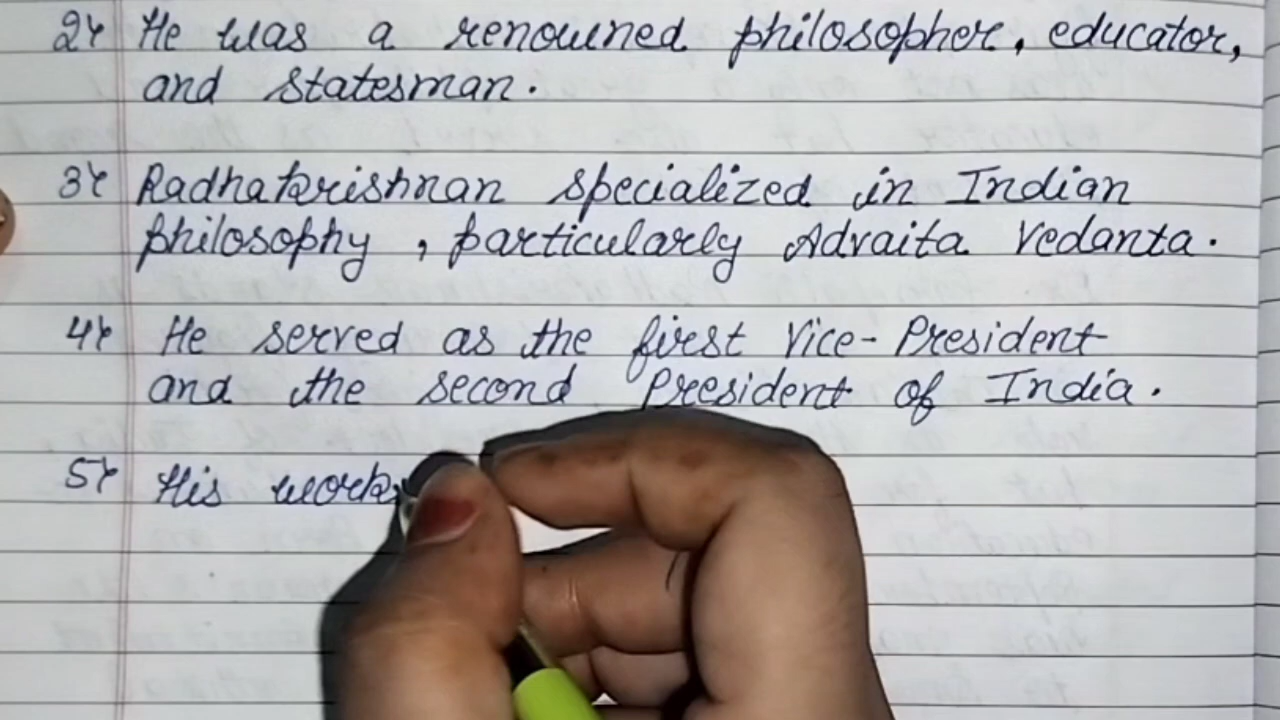 2⟩ He was a renowned philosopher, educator,
and statesman.
3⟩ Radhakrishnan specialized in Indian
philosophy, particularly Advaita Vedanta.
4⟩ He served as the first Vice-President
and the second President of India.
5⟩ His works